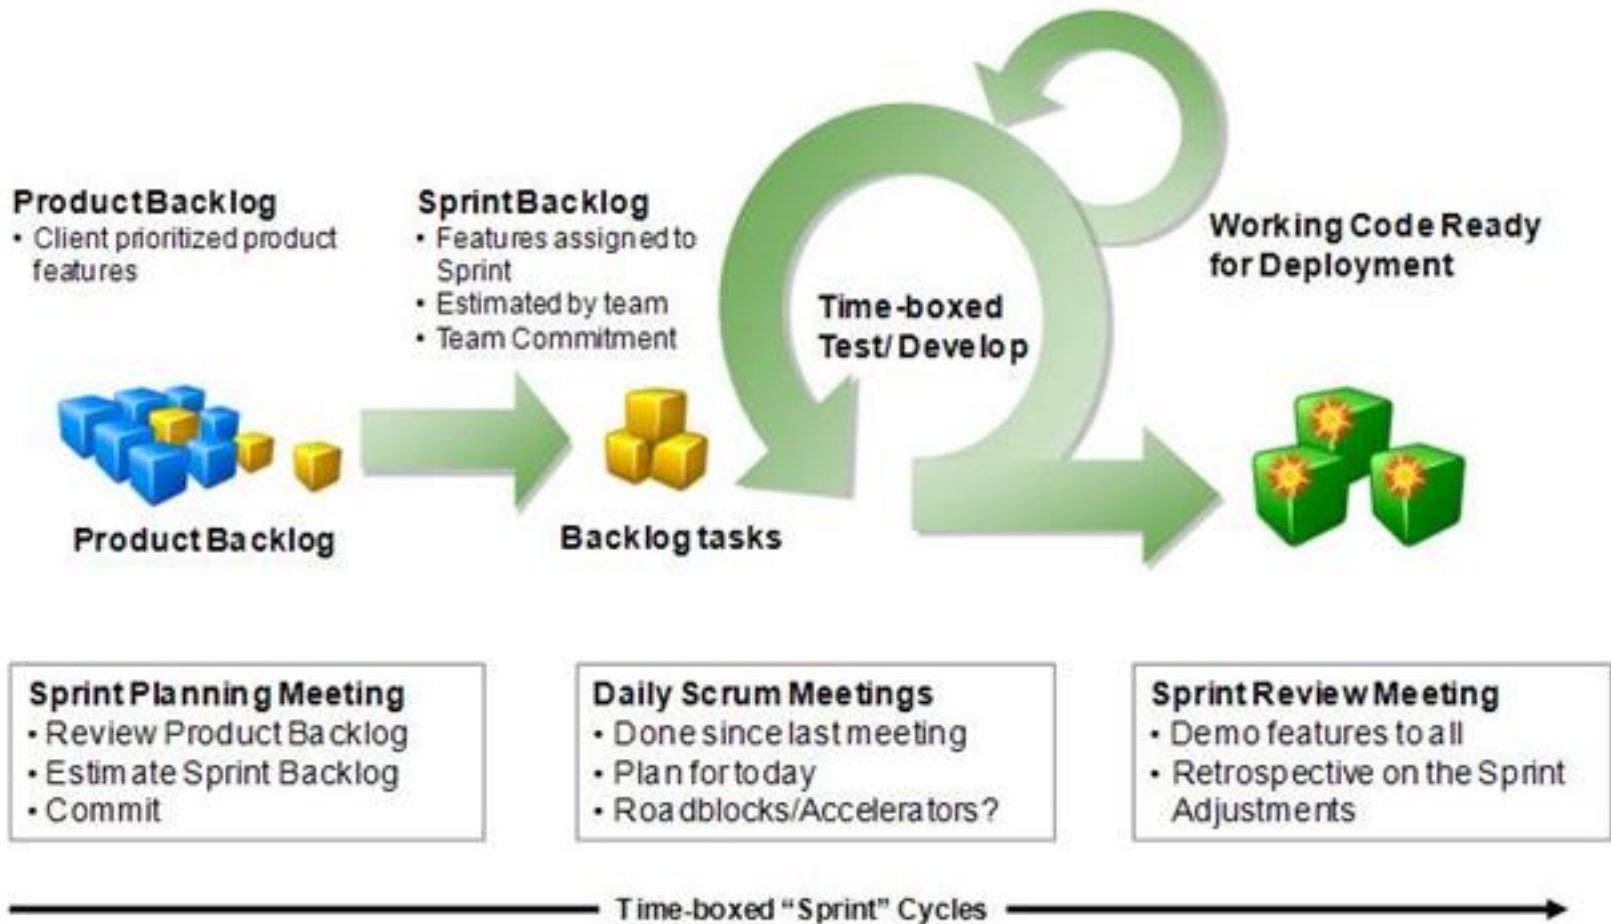 Product Backlog
• Client prioritized product
features
Sprint Backlog
• Features assigned to
Sprint
• Estimated by team
• Team Commitment
Time-boxed
Test/ Develop
Working Code Ready
for Deployment
Product Backlog
Backlog tasks
Sprint Planning Meeting
• Review Product Backlog
• Estimate Sprint Backlog
• Commit
Daily Scrum Meetings
• Done since last meeting
• Plan for today
• Roadblocks/Accelerators?
Sprint Review Meeting
• Demo features to all
• Retrospective on the Sprint
Adjustments
Time-boxed “Sprint” Cycles